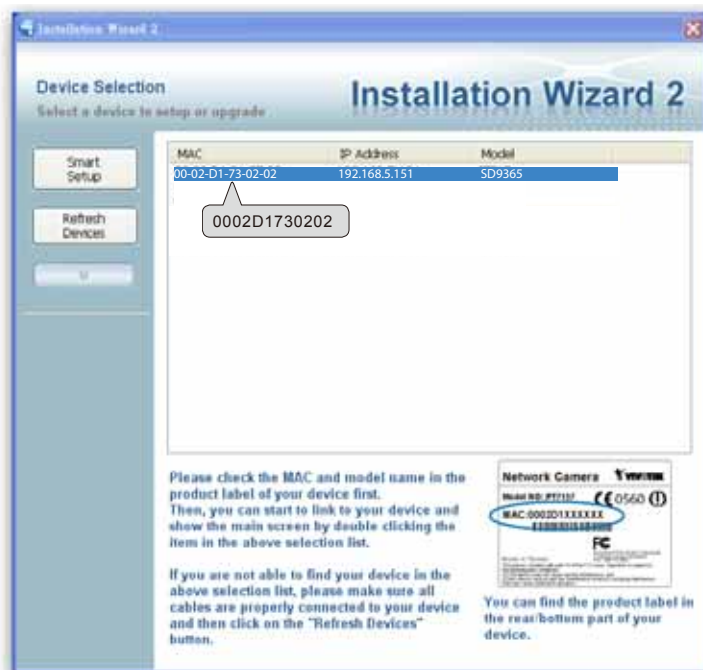 Installation Wizard 2
Device Selection
Select a device to setup or upgrade
Installation Wizard 2
Smart
Setup
Refresh
Devices
MAC IP Address Model
00-02-D1-73-02-02 192.168.5.151 SD9365
0002D1730202
Please check the MAC and model name in the
product label of your device first.
Then, you can start to link to your device and
show the main screen by double clicking the
item in the above selection list.
If you are not able to find your device in the
above selection list, please make sure all
cables are properly connected to your device
and then click on the "Refresh Devices"
button.
Network Camera VIVOTEK
Model NO: PT7137 CE0560
MAC:0002D1XXXXXX
FC
You can find the product label in
the rear/bottom part of your
device.